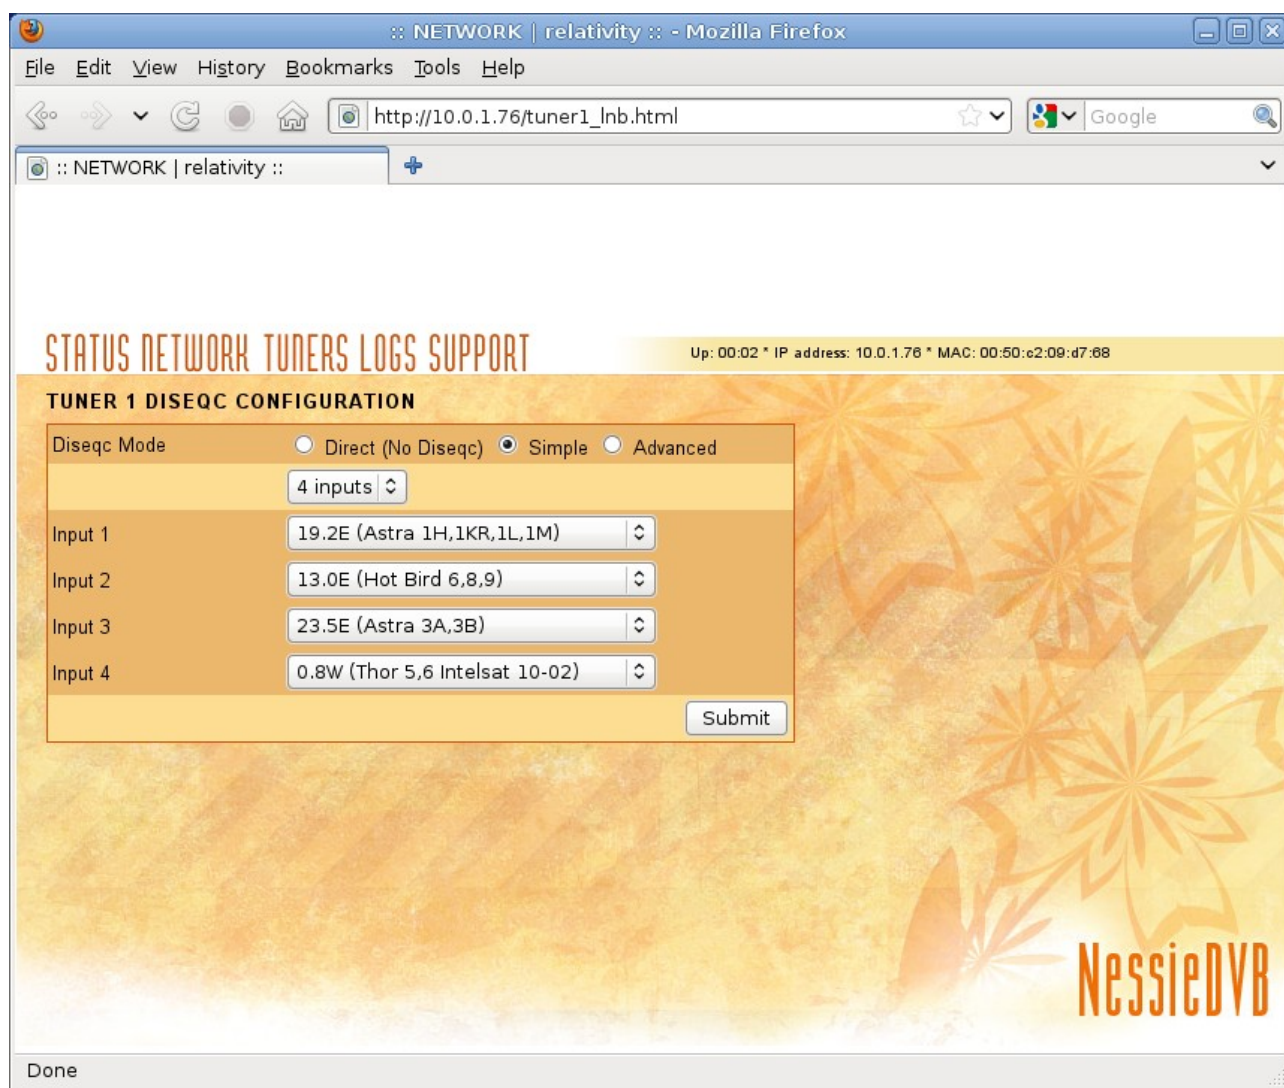 :: NETWORK | relativity :: - Mozilla Firefox
File Edit View History Bookmarks Tools Help
http://10.0.1.76/tuner1_lnb.html Google
:: NETWORK | relativity ::
STATUS NETWORK TUNERS LOGS SUPPORT
Up: 00:02 * IP address: 10.0.1.76 * MAC: 00:50:c2:09:d7:68
TUNER 1 DISEQC CONFIGURATION
Diseqc Mode Direct (No Diseqc) Simple Advanced
4 inputs
Input 1 19.2E (Astra 1H,1KR,1L,1M)
Input 2 13.0E (Hot Bird 6,8,9)
Input 3 23.5E (Astra 3A,3B)
Input 4 0.8W (Thor 5,6 Intelsat 10-02)
Submit
NessieDVB
Done